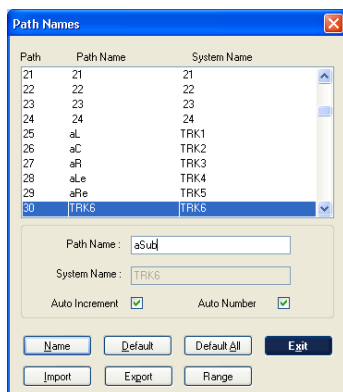 Path Names
Path Path Name System Name
21 21 21
22 22 22
23 23 23
24 24 24
25 aL TRK1
26 aC TRK2
27 aR TRK3
28 aLe TRK4
29 aRe TRK5
30 TRK6 TRK6
Path Name : aSub
System Name : TRK6
Auto Increment Auto Number
Name Default Default All Exit
Import Export Range